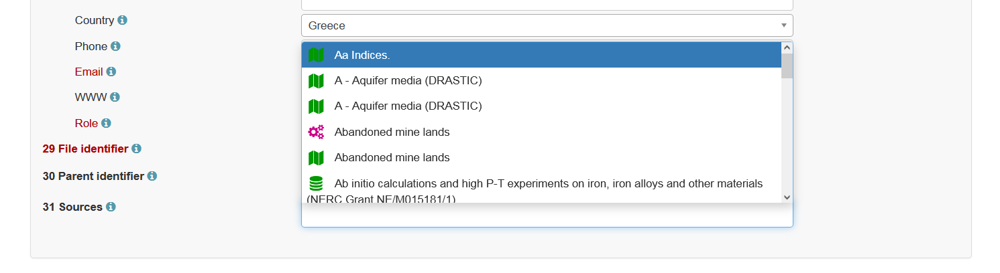 Country
Greece
Phone
Aa Indices.
Email
A - Aquifer media (DRASTIC)
WWW
A - Aquifer media (DRASTIC)
Role
Abandoned mine lands
29 File identifier
Abandoned mine lands
30 Parent identifier
Ab initio calculations and high P-T experiments on iron, iron alloys and other materials
(NERC Grant NE/M015181/1)
31 Sources